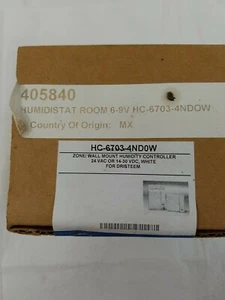 405840
HUMIDISTAT ROOM 6-9V HC-6703-4NDOW
Country Of Origin: MX
HC-6703-4ND0W
ZONE/WALL MOUNT HUMIDITY CONTROLLER
24 VAC OR 14-30 VDC, WHITE
FOR DRISTEEM